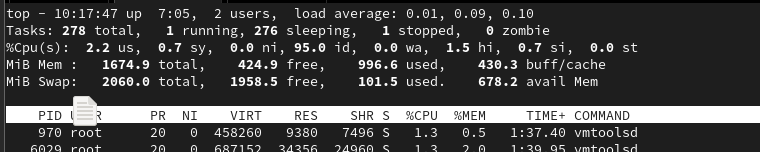 top - 10:17:47 up  7:05,  2 users,  load average: 0.01, 0.09, 0.10
Tasks: 278 total,   1 running, 276 sleeping,   1 stopped,   0 zombie
%Cpu(s):  2.2 us,  0.7 sy,  0.0 ni, 95.0 id,  0.0 wa,  1.5 hi,  0.7 si,  0.0 st
MiB Mem :   1674.9 total,    424.9 free,    996.6 used,    430.3 buff/cache
MiB Swap:   2060.0 total,   1958.5 free,    101.5 used.    678.2 avail Mem
PID PR  NI    VIRT    RES    SHR S  %CPU  %MEM     TIME+ COMMAND
970 root      20   0  458260   9380   7496 S   1.3   0.5   1:37.40 vmtoolsd
6029 root      20   0  687152  34356  24960 S   1.3   2.0   1:39.95 vmtoolsd